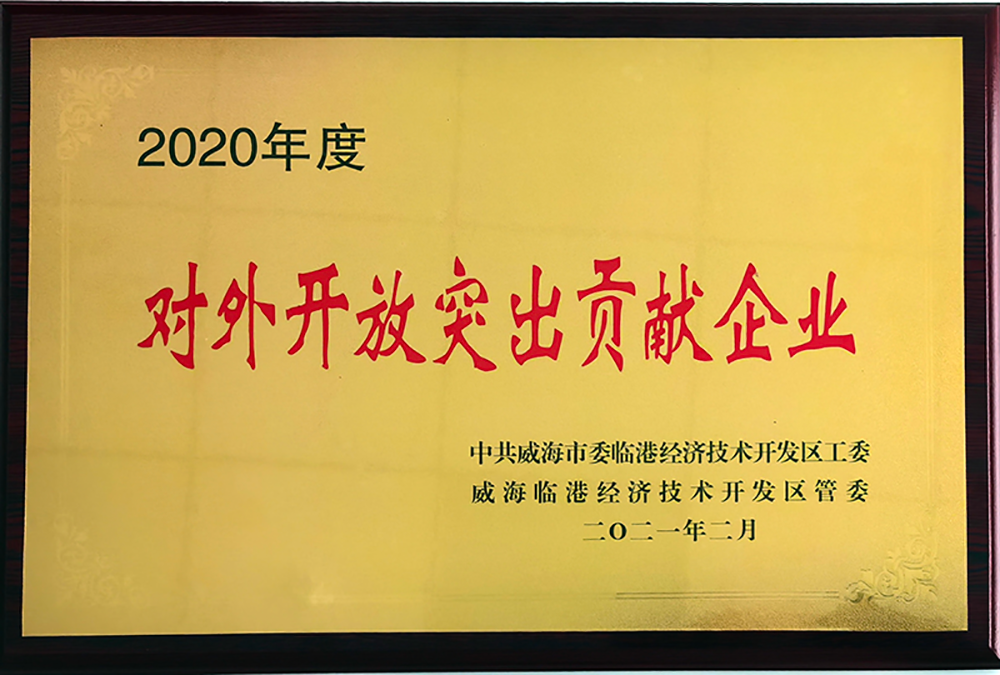 2020年度
对外开放突出贡献企业
中共威海市委临港经济技术开发区工委
威海临港经济技术开发区管委
二〇二一年二月